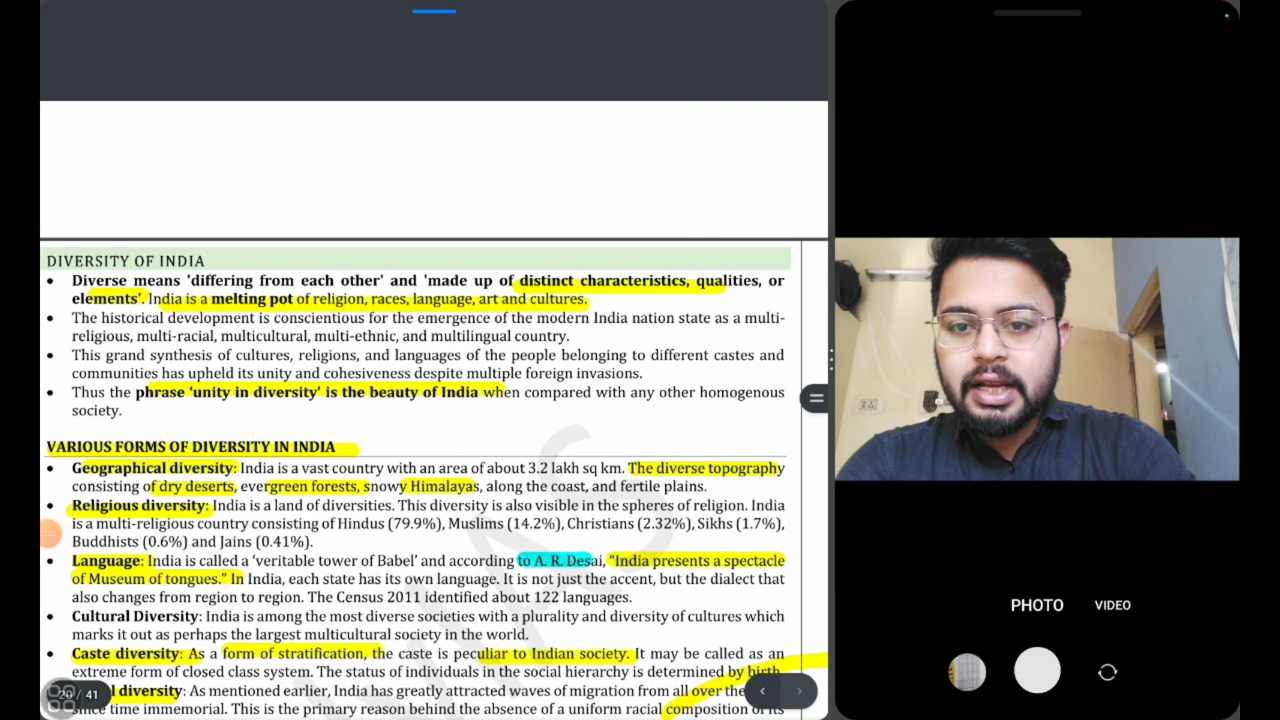 DIVERSITY OF INDIA
• Diverse means 'differing from each other' and 'made up of distinct characteristics, qualities, or
elements'. India is a melting pot of religion, races, language, art and cultures.
• The historical development is conscientious for the emergence of the modern India nation state as a multi-
religious, multi-racial, multicultural, multi-ethnic, and multilingual country.
• This grand synthesis of cultures, religions, and languages of the people belonging to different castes and
communities has upheld its unity and cohesiveness despite multiple foreign invasions.
• Thus the phrase ‘unity in diversity’ is the beauty of India when compared with any other homogenous
society.
VARIOUS FORMS OF DIVERSITY IN INDIA
• Geographical diversity: India is a vast country with an area of about 3.2 lakh sq km. The diverse topography
consisting of dry deserts, evergreen forests, snowy Himalayas, along the coast, and fertile plains.
• Religious diversity: India is a land of diversities. This diversity is also visible in the spheres of religion. India
is a multi-religious country consisting of Hindus (79.9%), Muslims (14.2%), Christians (2.32%), Sikhs (1.7%),
Buddhists (0.6%) and Jains (0.41%).
• Language: India is called a ‘veritable tower of Babel’ and according to A. R. Desai, “India presents a spectacle
of Museum of tongues.” In India, each state has its own language. It is not just the accent, but the dialect that
also changes from region to region. The Census 2011 identified about 122 languages.
• Cultural Diversity: India is among the most diverse societies with a plurality and diversity of cultures which
marks it out as perhaps the largest multicultural society in the world.
• Caste diversity: As a form of stratification, the caste is peculiar to Indian society. It may be called as an
extreme form of closed class system. The status of individuals in the social hierarchy is determined by birth.
diversity: As mentioned earlier, India has greatly attracted waves of migration from all over the
since time immemorial. This is the primary reason behind the absence of a uniform racial composition of its
20 / 41
PHOTO VIDEO